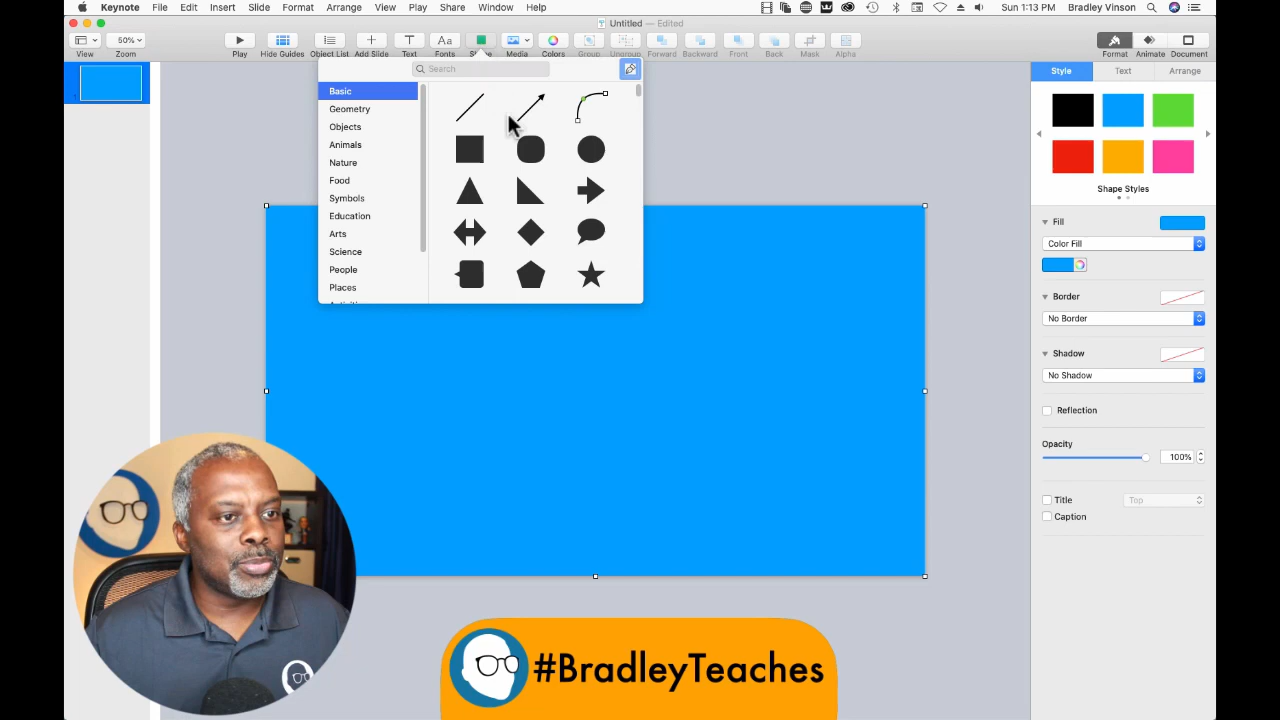 Keynote File Edit Insert Slide Format Arrange View Play Share Window Help Sun 1:13 PM Bradley Vinson
Untitled — Edited
50%
View Zoom Play Hide Guides Object List Add Slide Text Fonts Media Colors Group Ungroup Forward Backward Front Back Mask Alpha Format Animate Document
Search
Style Text Arrange
Basic
Geometry
Objects
Animals
Nature
Food
Symbols
Education
Arts
Science
People
Places
Shape Styles
Fill
Color Fill
Border
No Border
Shadow
No Shadow
Reflection
Opacity
100%
Title Top
Caption
#BradleyTeaches